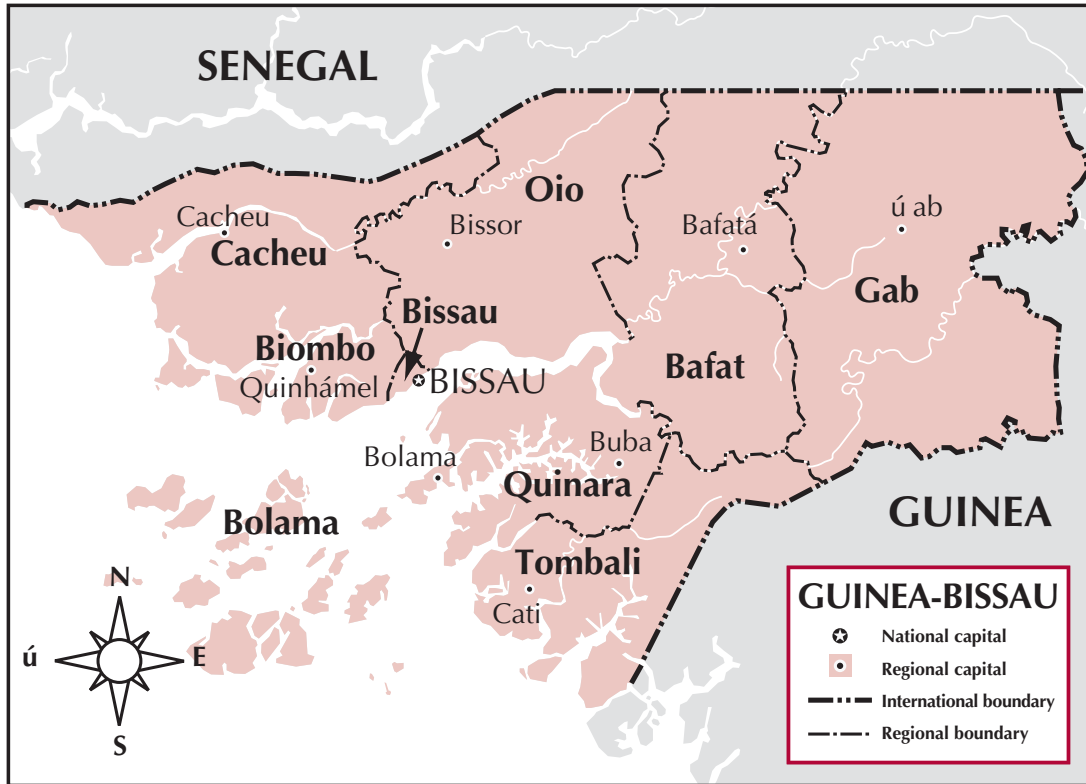 SENEGAL
Oio
Cacheu
Bissor
Bafatá
ú ab
Cacheu
Gab
Bissau
Biombo
Bafat
Quinhámel
BISSAU
Buba
Bolama
Quinara
Bolama
GUINEA
Tombali
Cati
N
ú
E
S
GUINEA-BISSAU
National capital
Regional capital
International boundary
Regional boundary